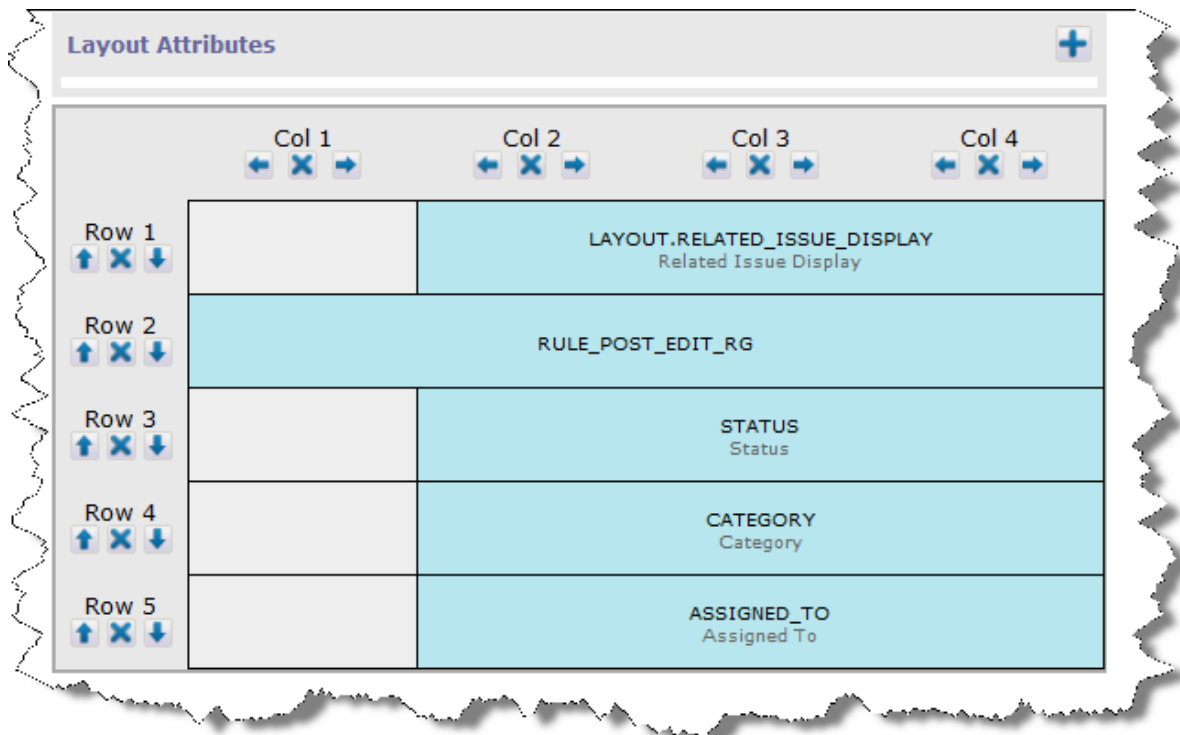 Layout Attributes
Col 1 Col 2 Col 3 Col 4
Row 1
LAYOUT.RELATED_ISSUE_DISPLAY
Related Issue Display
Row 2
RULE_POST_EDIT_RG
Row 3
STATUS
Status
Row 4
CATEGORY
Category
Row 5
ASSIGNED_TO
Assigned To